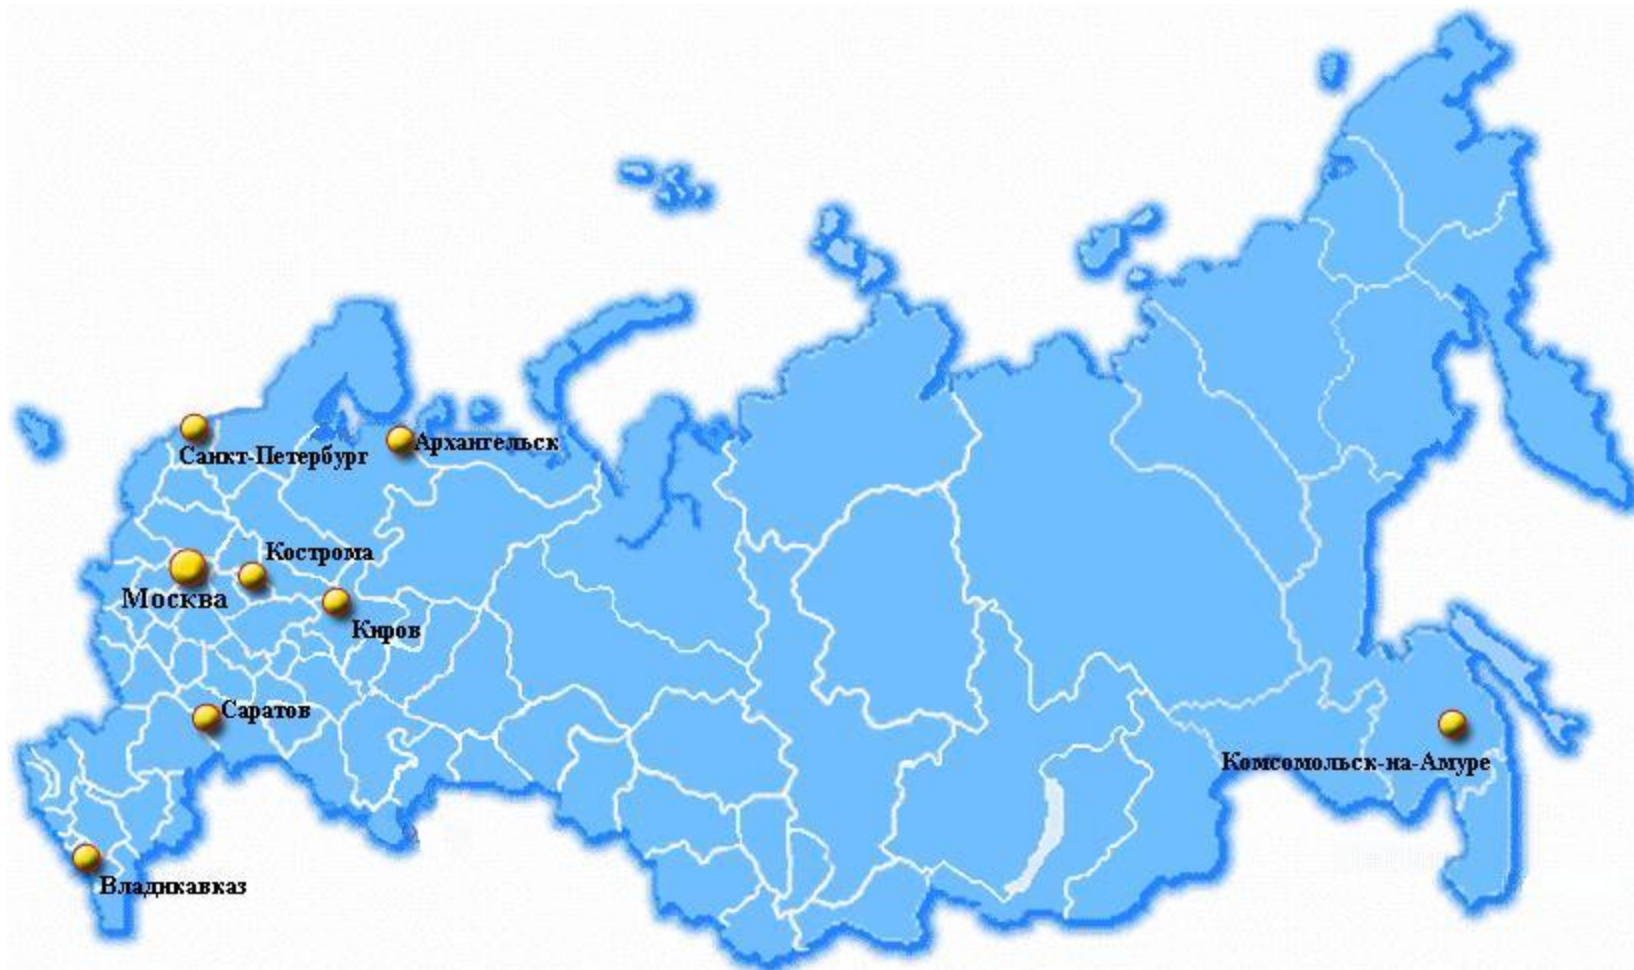 Архангельск
Санкт-Петербург
Кострома
Москва
Киров
Саратов
Комсомольск-на-Амуре
Владикавказ